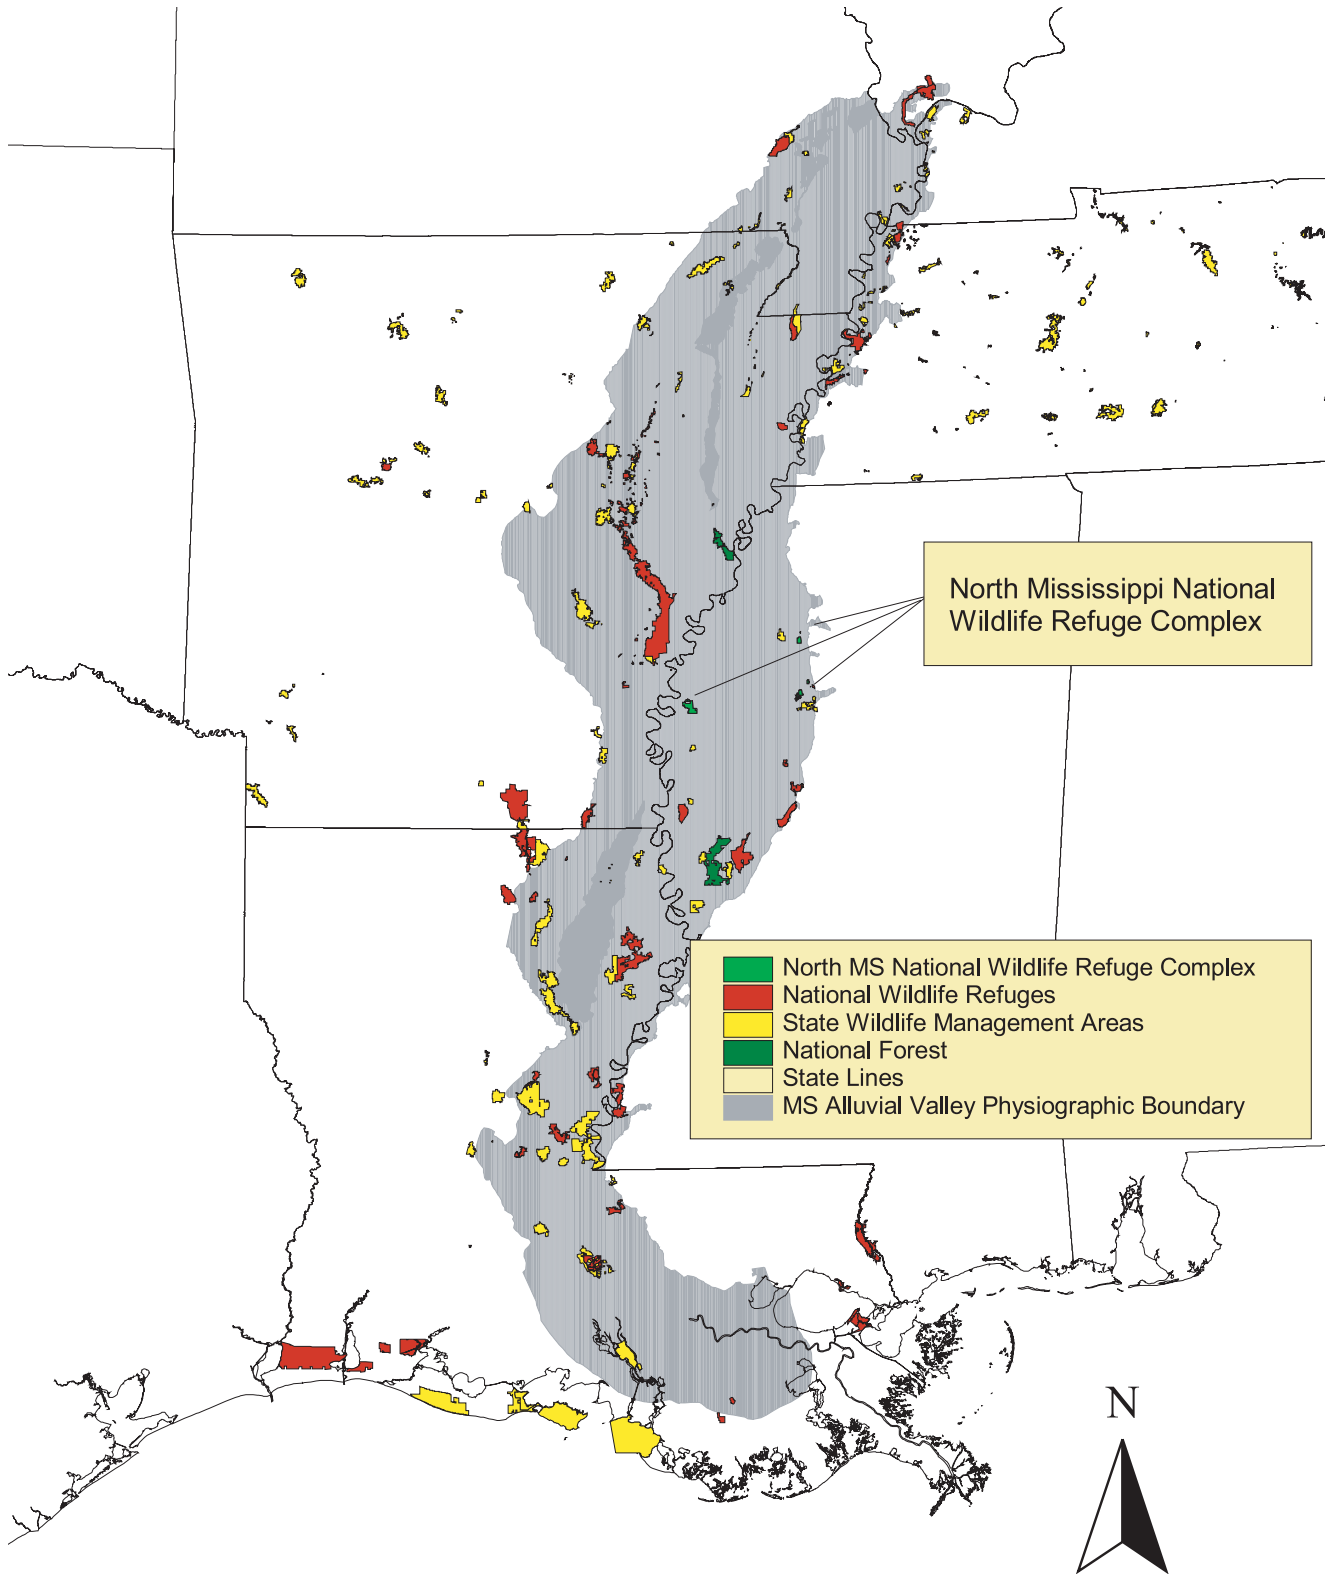 North Mississippi National
Wildlife Refuge Complex
North MS National Wildlife Refuge Complex
National Wildlife Refuges
State Wildlife Management Areas
National Forest
State Lines
MS Alluvial Valley Physiographic Boundary
N